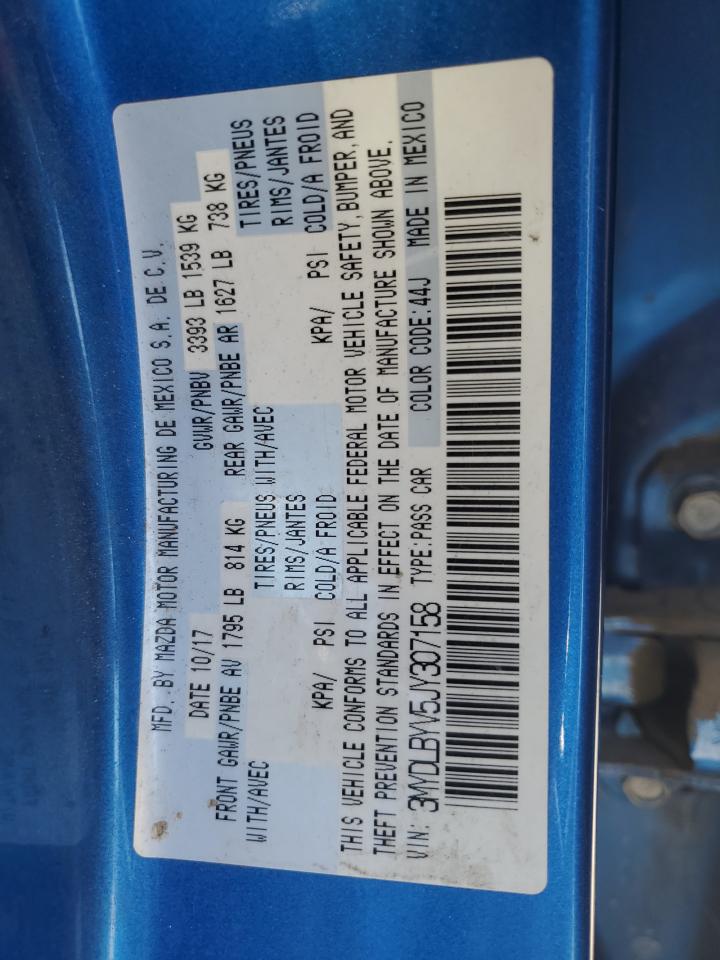 MFD. BY MAZDA MOTOR MANUFACTURING DE MEXICO S.A. DE C.V.
DATE 10/17 GVWR/PNBV 3393 LB 1539 KG
FRONT GAWR/PNBE AV 1795 LB 814 KG REAR GAWR/PNBE AR 1627 LB 738 KG
WITH/AVEC TIRES/PNEUS WITH/AVEC TIRES/PNEUS
RIMS/JANTES RIMS/JANTES
KPA/ PSI COLD/A FROID KPA/ PSI COLD/A FROID
THIS VEHICLE CONFORMS TO ALL APPLICABLE FEDERAL MOTOR VEHICLE SAFETY, BUMPER, AND
THEFT PREVENTION STANDARDS IN EFFECT ON THE DATE OF MANUFACTURE SHOWN ABOVE.
VIN: 3MYDLBYV5JY307158 TYPE:PASS CAR COLOR CODE:44J MADE IN MEXICO